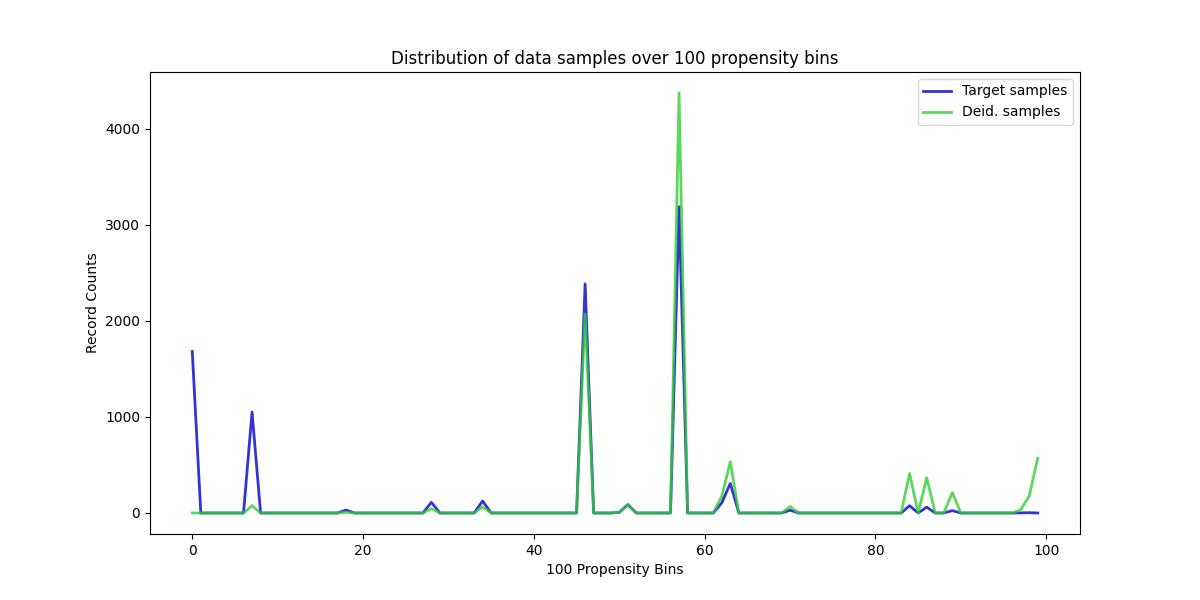 Distribution of data samples over 100 propensity bins
Target samples
Deid. samples
4000
3000
2000
1000
0
Record Counts
0 20 40 60 80 100
100 Propensity Bins